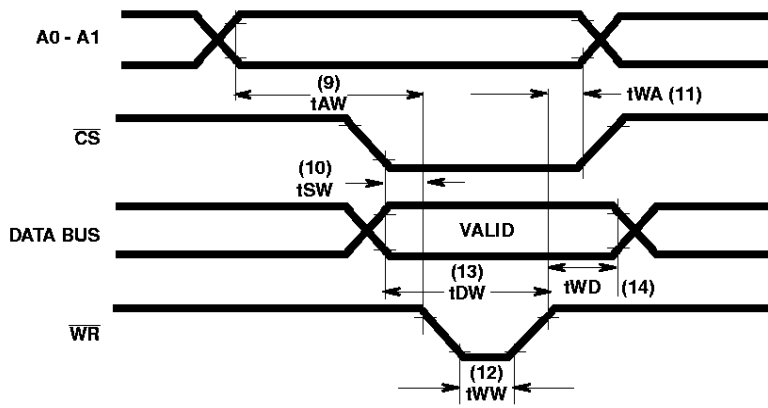 A0 - A1
(9)
tAW
tWA (11)
CS
(10)
tSW
DATA BUS
VALID
(13)
tDW
tWD (14)
WR
(12)
tWW